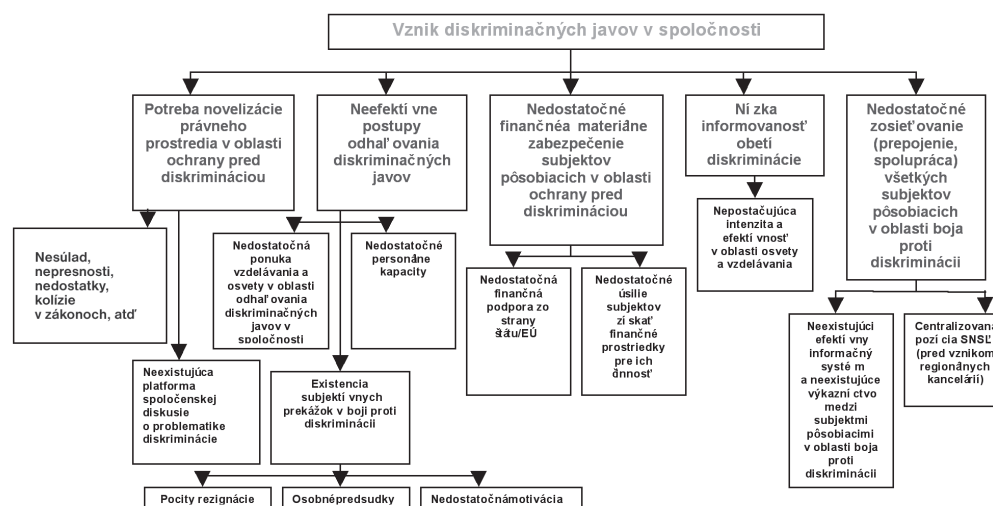 Vznik diskriminačných javov v spoločnosti
Potreba novelizácie
právneho
prostredia v oblasti
ochrany pred
diskrimináciou
Neefektí vne
postupy
odhaľ ovania
diskriminačných
javov
Nedostatočné
finančnéa materiálne
zabezpečenie
subjektov
pôsobiacich v oblasti
ochrany pred
diskrimináciou
Ní zka
informovanosť
obetí
diskriminácie
Nedostatočné
zosieť ovanie
(prepojenie,
spolupráca)
všetkých
subjektov
pôsobiacich
v oblasti boja
proti
diskriminácii
Nesúlad,
nepresnosti,
nedostatky,
kolízie
v zákonoch, atď
Nedostatočná
ponuka
vzdelávania a
osvety v oblasti
odhaľ ovania
diskriminačných
javov v
spoločnosti
Nedostatočné
personálne
kapacity
Nedostatočná
finančná
podpora zo
strany
štátu/EÚ
Nedostatočné
úsilie
subjektov
zí skať
finančné
prostriedky
pre ich
činnosť
Nepostačujúca
intenzita a
efektí vnosť
v oblasti osvety
a vzdelávania
Neexistujúci
efektí vny
informačný
systé m
a neexistujúce
výkazní ctvo
medzi
subjektmi
pôsobiacimi
v oblasti boja
proti
diskriminácii
Centralizovaná
pozí cia SNSĽP
(pred vznikom
regionálnych
kancelárií)
Neexistujúca
platforma
spoločenskej
diskusie
o problematike
diskriminácie
Existencia
subjektí vnych
prekážok v boji proti
diskriminácii
Pocity rezignácie
Osobnépredsudky
Nedostatočnámotivácia